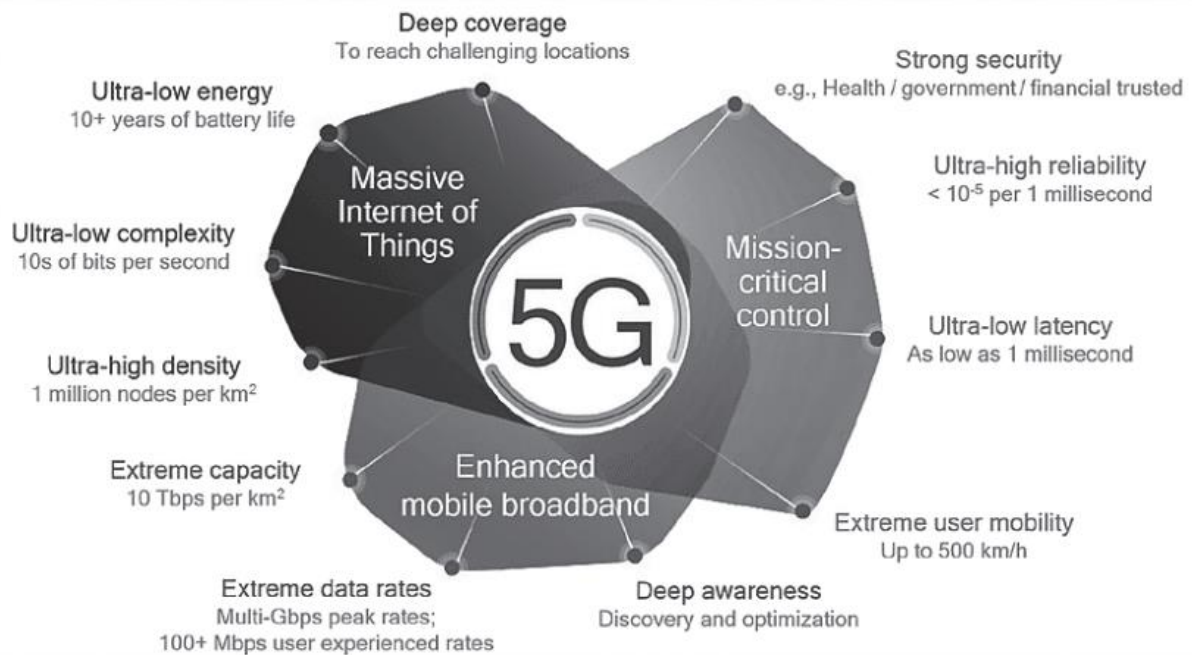 Deep coverage
To reach challenging locations
Strong security
e.g., Health / government / financial trusted
Ultra-low energy
10+ years of battery life
Ultra-high reliability
< 10⁻⁵ per 1 millisecond
Massive
Internet of
Things
Ultra-low complexity
10s of bits per second
Mission-
critical
control
5G
Ultra-low latency
As low as 1 millisecond
Ultra-high density
1 million nodes per km²
Extreme capacity
10 Tbps per km²
Enhanced
mobile broadband
Extreme user mobility
Up to 500 km/h
Extreme data rates
Multi-Gbps peak rates;
100+ Mbps user experienced rates
Deep awareness
Discovery and optimization